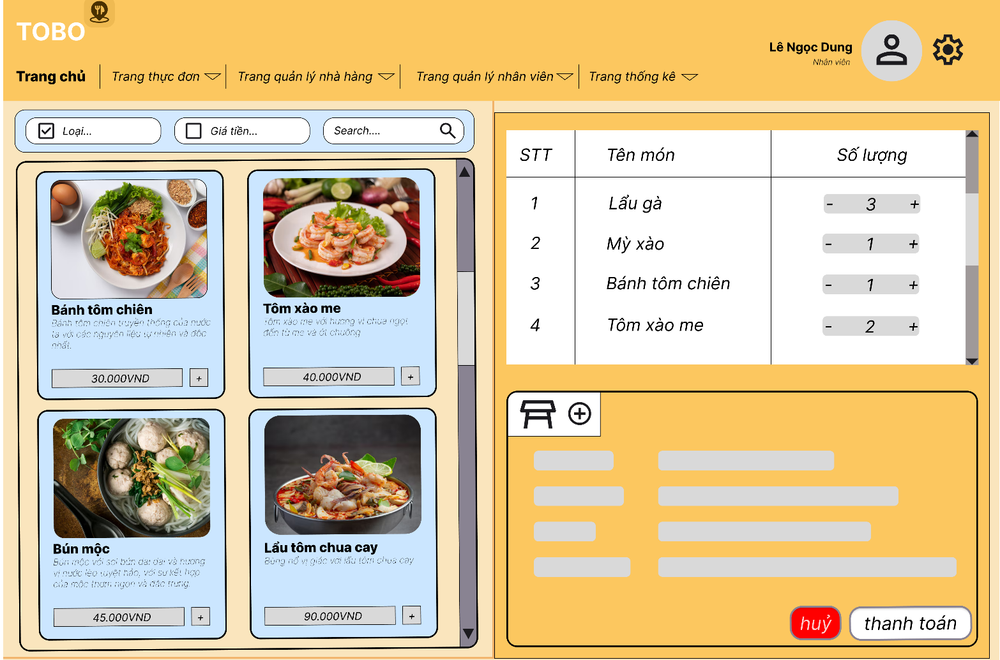 TOBO
Lê Ngọc Dung
Nhân viên
Trang chủ
Trang thực đơn
Trang quản lý nhà hàng
Trang quản lý nhân viên
Trang thống kê
Loại...
Giá tiền...
Search....
Bánh tôm chiên
Bánh tôm chiên truyền thống của nước
ta với các nguyên liệu tự nhiên và độc
nhất.
30.000VND
+
Tôm xào me
Tôm xào me với hương vị chua ngọt
đến từ me và ớt chuông
40.000VND
+
Bún mộc
Bún mộc với sợi bún dai dai và hương
vị nước lèo tuyệt hảo, với sự kết hợp
của mộc thơm ngon và đặc trưng.
45.000VND
+
Lẩu tôm chua cay
Bùng nổ vị giác với lẩu tôm chua cay
90.000VND
+
STT Tên món Số lượng
1 Lẩu gà - 3 +
2 Mỳ xào - 1 +
3 Bánh tôm chiên - 1 +
4 Tôm xào me - 2 +
huỷ
thanh toán